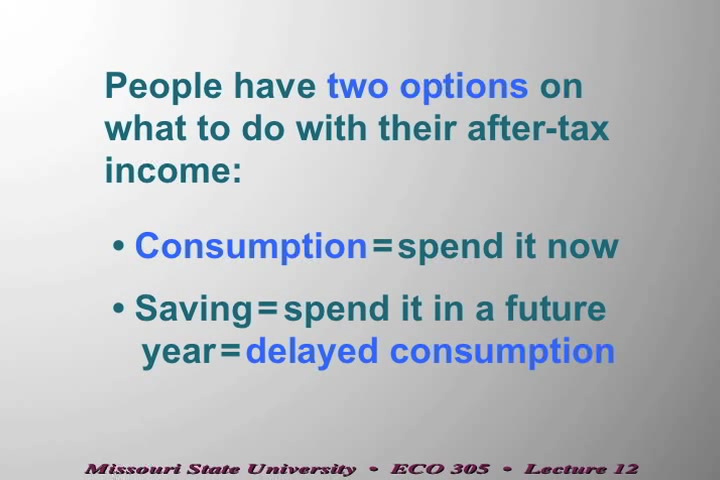 People have two options on
what to do with their after-tax
income:
• Consumption=spend it now
• Saving=spend it in a future
year=delayed consumption
Missouri State University • ECO 305 • Lecture 12